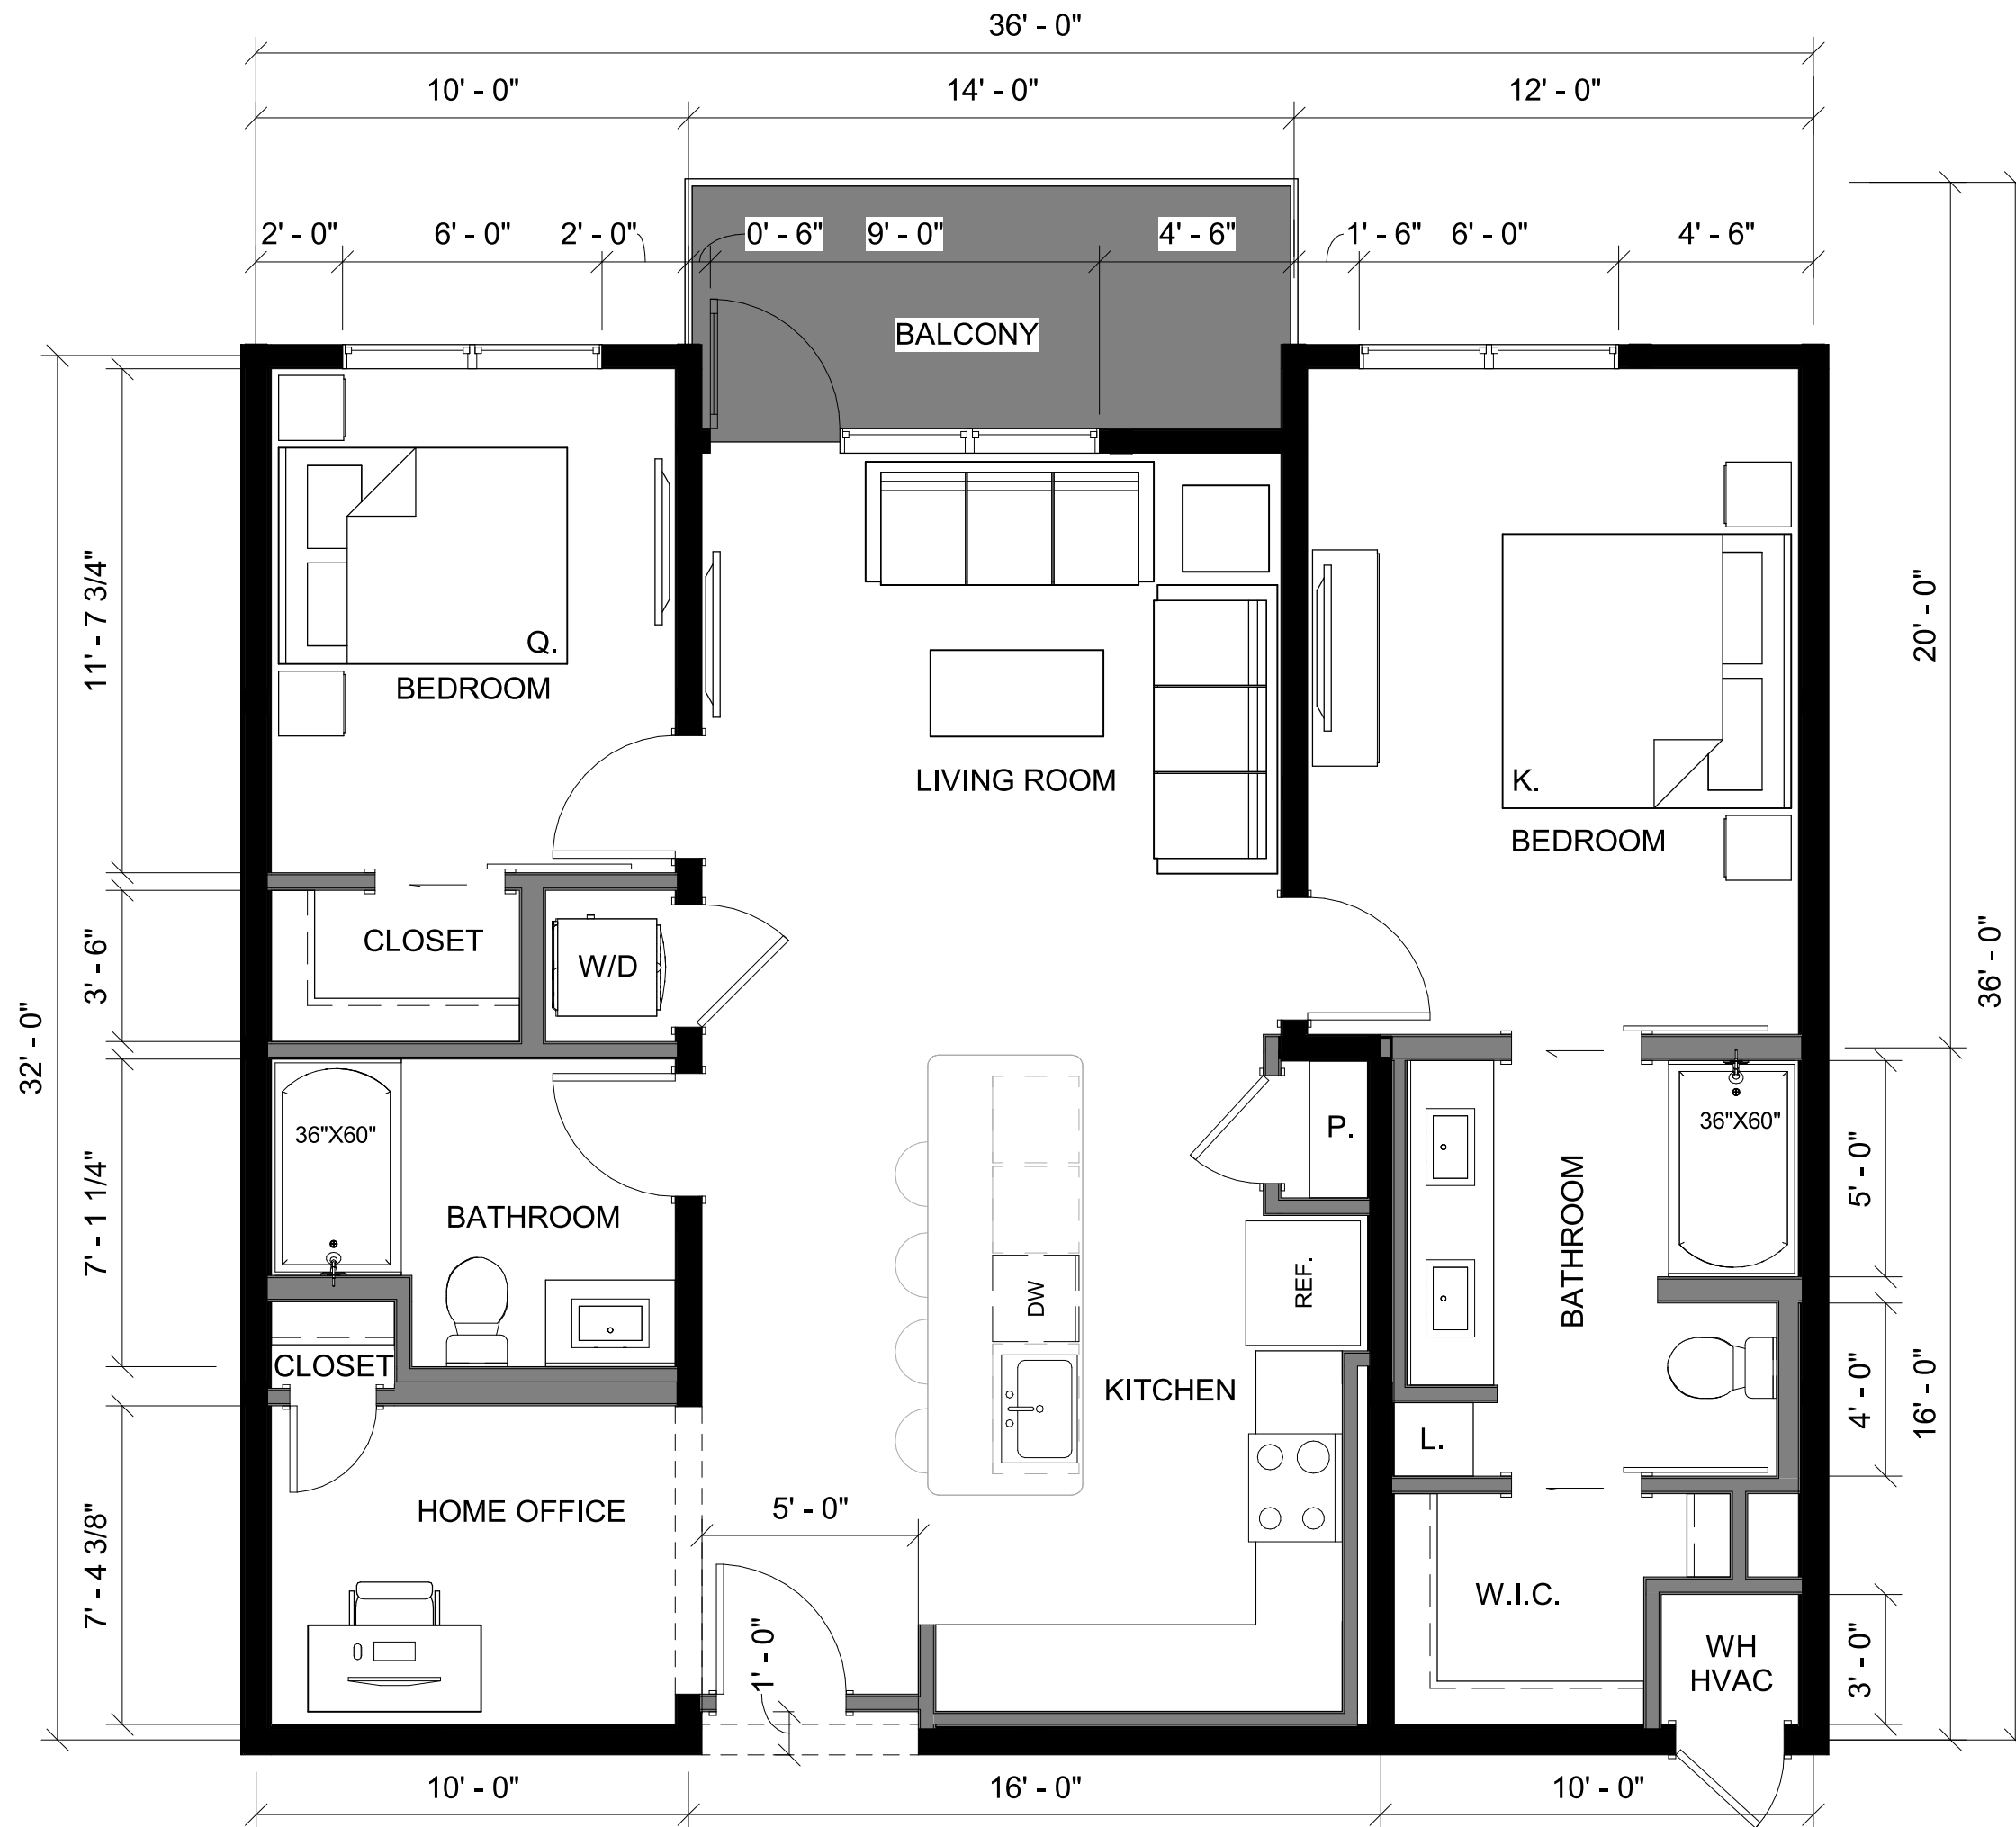 36' - 0"
10' - 0"
14' - 0"
12' - 0"
2' - 0"
6' - 0"
2' - 0"
0' - 6"
9' - 0"
4' - 6"
1' - 6"
6' - 0"
4' - 6"
BALCONY
11' - 7 3/4"
Q.
BEDROOM
LIVING ROOM
K.
BEDROOM
20' - 0"
36' - 0"
3' - 6"
CLOSET
W/D
32' - 0"
36"X60"
7' - 1 1/4"
BATHROOM
P.
36"X60"
BATHROOM
5' - 0"
DW
REF.
CLOSET
KITCHEN
L.
4' - 0"
16' - 0"
HOME OFFICE
5' - 0"
7' - 4 3/8"
1' - 0"
W.I.C.
WH
HVAC
3' - 0"
10' - 0"
16' - 0"
10' - 0"